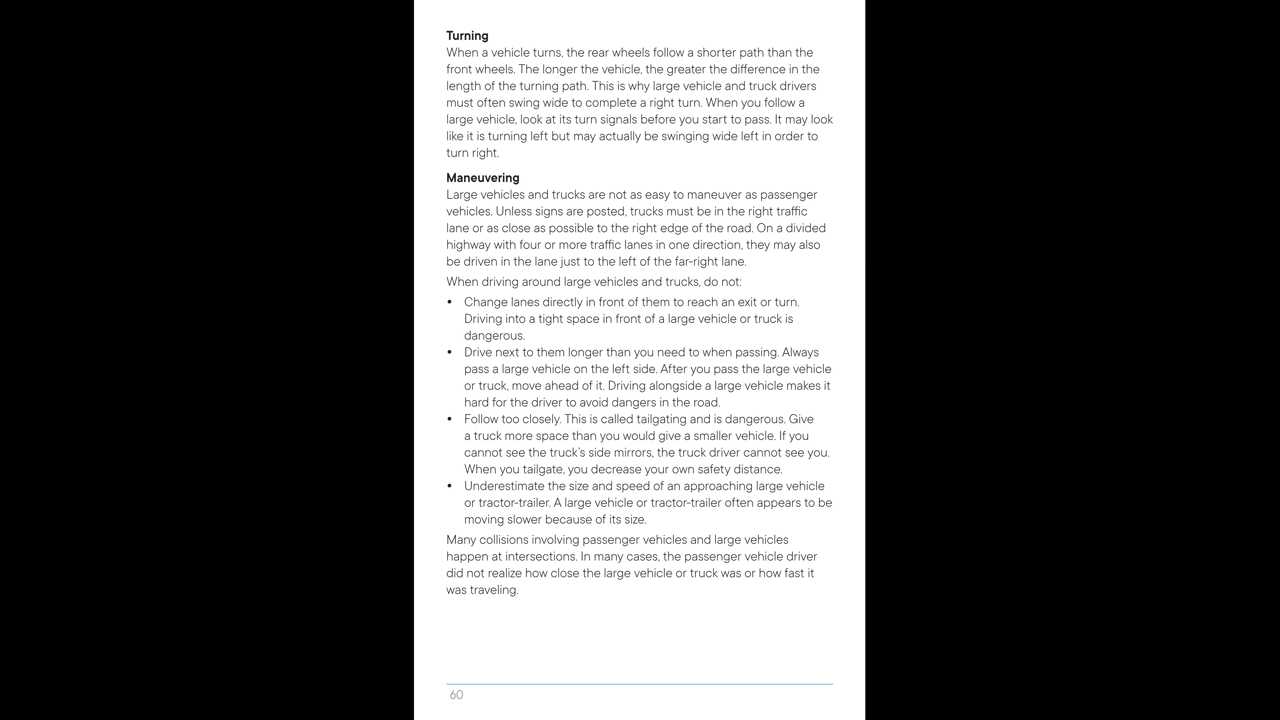 Turning
When a vehicle turns, the rear wheels follow a shorter path than the
front wheels. The longer the vehicle, the greater the difference in the
length of the turning path. This is why large vehicle and truck drivers
must often swing wide to complete a right turn. When you follow a
large vehicle, look at its turn signals before you start to pass. It may look
like it is turning left but may actually be swinging wide left in order to
turn right.
Maneuvering
Large vehicles and trucks are not as easy to maneuver as passenger
vehicles. Unless signs are posted, trucks must be in the right traffic
lane or as close as possible to the right edge of the road. On a divided
highway with four or more traffic lanes in one direction, they may also
be driven in the lane just to the left of the far-right lane.
When driving around large vehicles and trucks, do not:
• Change lanes directly in front of them to reach an exit or turn.
Driving into a tight space in front of a large vehicle or truck is
dangerous.
• Drive next to them longer than you need to when passing. Always
pass a large vehicle on the left side. After you pass the large vehicle
or truck, move ahead of it. Driving alongside a large vehicle makes it
hard for the driver to avoid dangers in the road.
• Follow too closely. This is called tailgating and is dangerous. Give
a truck more space than you would give a smaller vehicle. If you
cannot see the truck's side mirrors, the truck driver cannot see you.
When you tailgate, you decrease your own safety distance.
• Underestimate the size and speed of an approaching large vehicle
or tractor-trailer. A large vehicle or tractor-trailer often appears to be
moving slower because of its size.
Many collisions involving passenger vehicles and large vehicles
happen at intersections. In many cases, the passenger vehicle driver
did not realize how close the large vehicle or truck was or how fast it
was traveling.
60